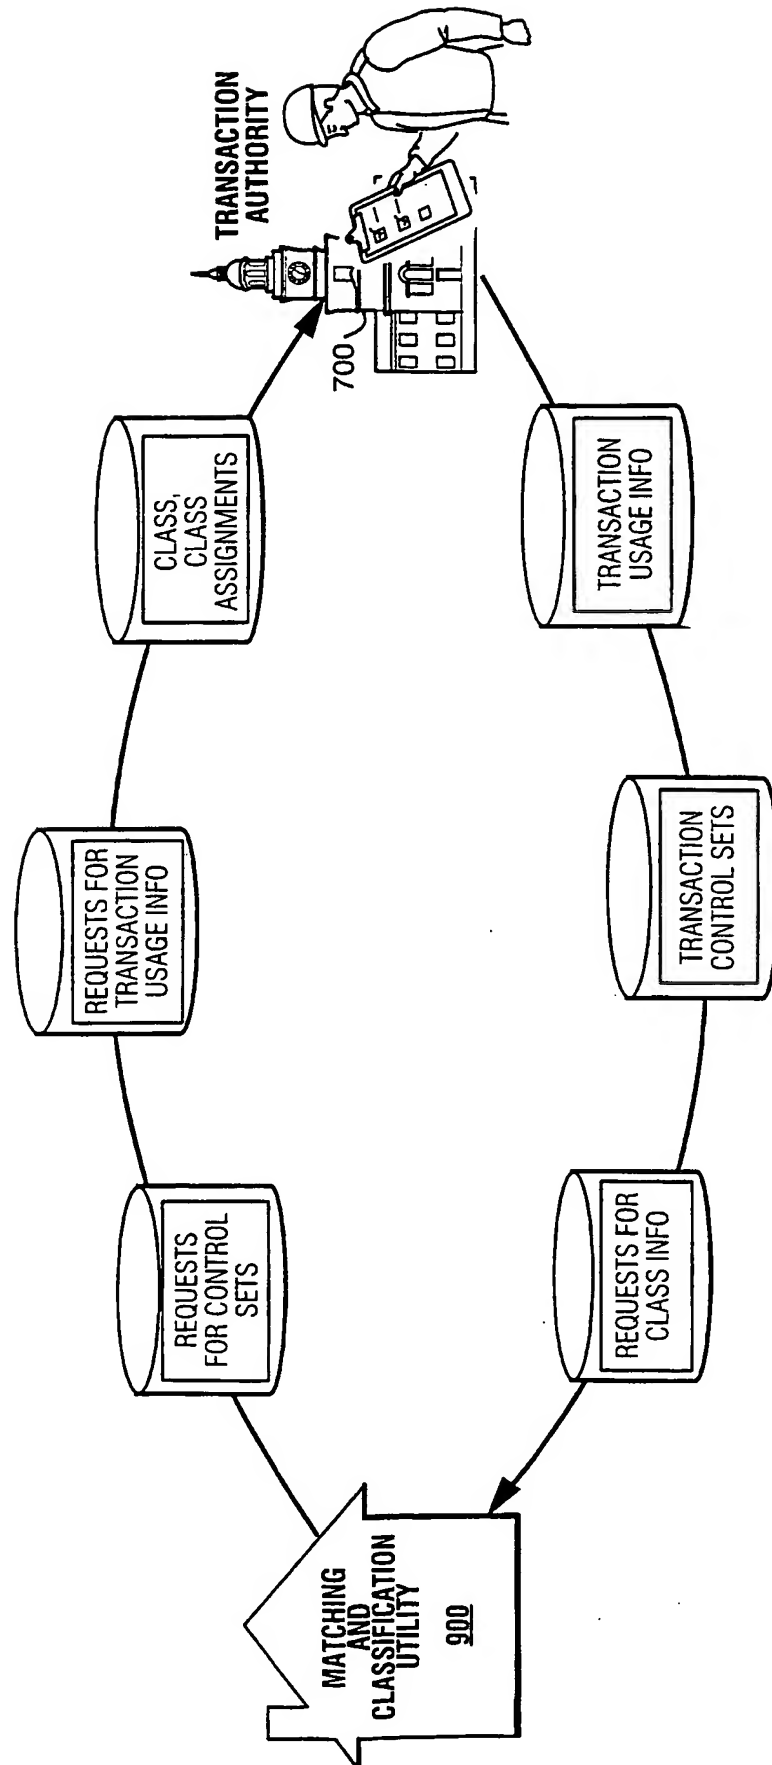 MATCHING
AND
CLASSIFICATION
UTILITY
900
REQUESTS
FOR CONTROL
SETS
REQUESTS FOR
TRANSACTION
USAGE INFO
CLASS,
CLASS
ASSIGNMENTS
TRANSACTION
AUTHORITY
700
TRANSACTION
USAGE INFO
TRANSACTION
CONTROL SETS
REQUESTS FOR
CLASS INFO